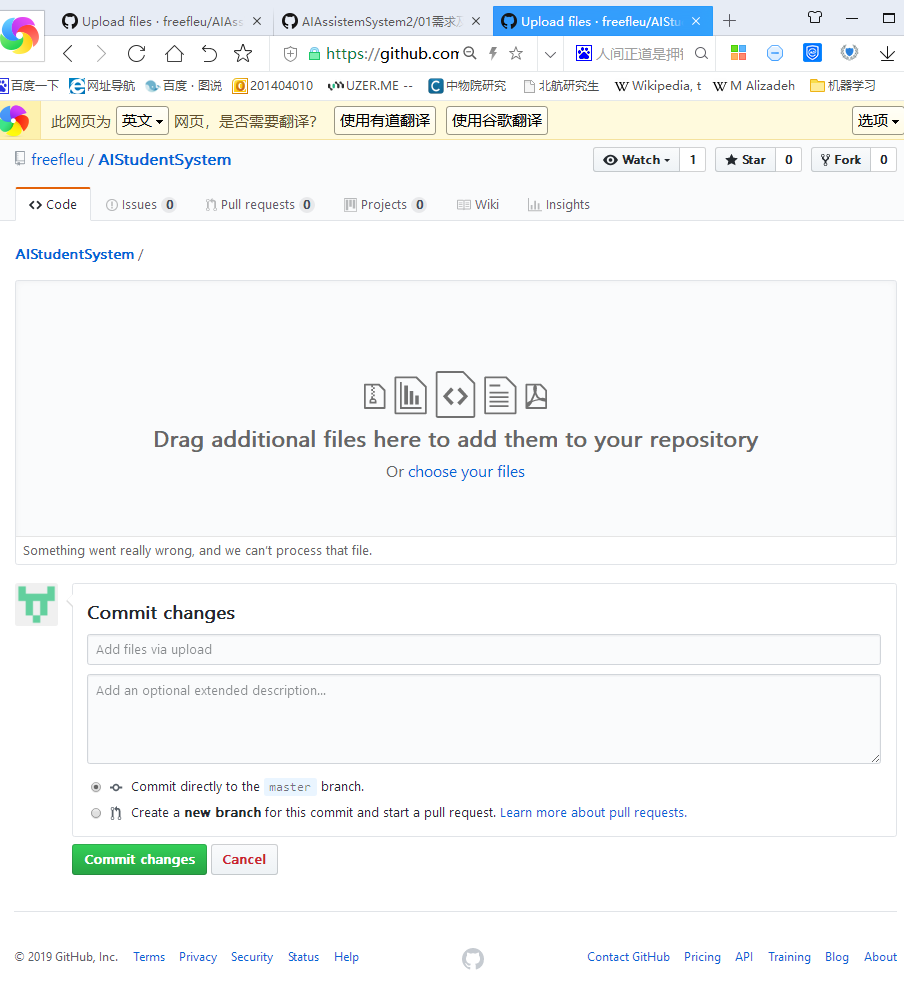 Upload files · freefleu/AIAss
AIAssistemSystem2/01需求及
Upload files · freefleu/AIStu
https://github.com
人间正道是押
百度一下
网址导航
百度 · 图说
201404010
UZER.ME --
中物院研究
北航研究生
Wikipedia, t
M Alizadeh
机器学习
此网页为 英文 网页，是否需要翻译？ 使用有道翻译 使用谷歌翻译 选项
freefleu / AIStudentSystem
Watch 1 Star 0 Fork 0
Code Issues 0 Pull requests 0 Projects 0 Wiki Insights
AIStudentSystem /
Drag additional files here to add them to your repository
Or choose your files
Something went really wrong, and we can't process that file.
Commit changes
Add files via upload
Add an optional extended description...
Commit directly to the master branch.
Create a new branch for this commit and start a pull request. Learn more about pull requests.
Commit changes Cancel
© 2019 GitHub, Inc. Terms Privacy Security Status Help Contact GitHub Pricing API Training Blog About